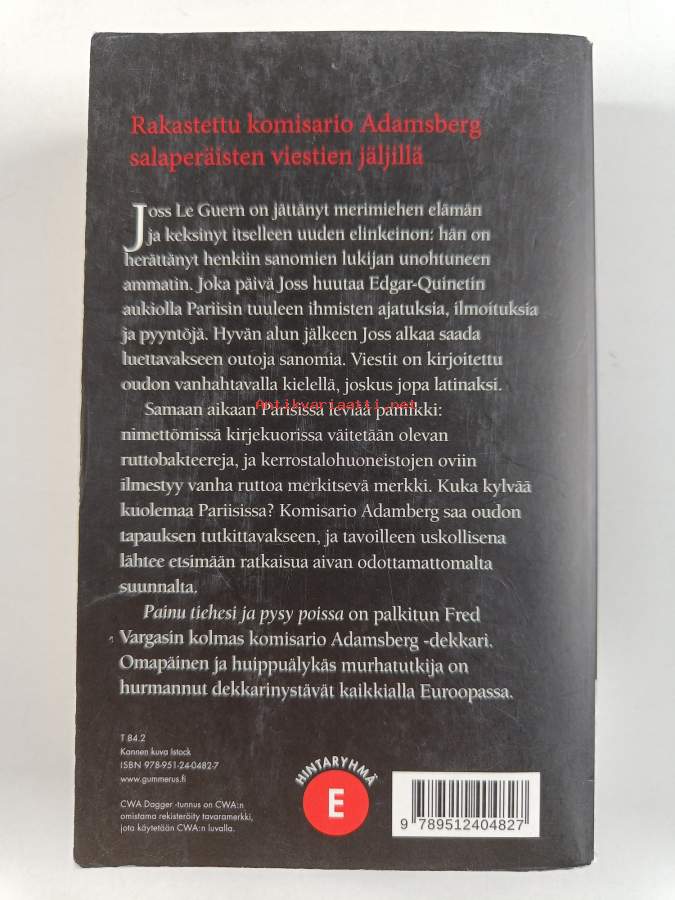 Rakastettu komisario Adamsberg
salaperäisten viestien jäljillä
Joss Le Guern on jättänyt merimiehen elämän
ja keksinyt itselleen uuden elinkeinon: hän on
herättänyt henkiin sanomien lukijan unohtuneen
ammatin. Joka päivä Joss huutaa Edgar-Quinetin
aukiolla Pariisin tuuleen ihmisten ajatuksia, ilmoituksia
ja pyyntöjä. Hyvän alun jälkeen Joss alkaa saada
luettavakseen outoja sanomia. Viestit on kirjoitettu
oudon vanhahtavalla kielellä, joskus jopa latinaksi.
Antikvariaatti.net
Samaan aikaan Pariisissa leviää paniikki:
nimettömissä kirjekuorissa väitetään olevan
ruttobakteereja, ja kerrostalohuoneistojen oviin
ilmestyy vanha ruttoa merkitsevä merkki. Kuka kylvää
kuolemaa Pariisissa? Komisario Adamberg saa oudon
tapauksen tutkittavakseen, ja tavoilleen uskollisena
lähtee etsimään ratkaisua aivan odottamattomalta
suunnalta.
Painu tiehesi ja pysy poissa on palkitun Fred
Vargasin kolmas komisario Adamsberg -dekkari.
Omapäinen ja huippuälykäs murhatutkija on
hurmannut dekkarinystävät kaikkialla Euroopassa.
T 84.2
Kannen kuva Istock
ISBN 978-951-24-0482-7
www.gummerus.fi
CWA Dagger -tunnus on CWA:n
omistama rekisteröity tavaramerkki,
jota käytetään CWA:n luvalla.
HINTARYHMÄ
E
9 789512 404827